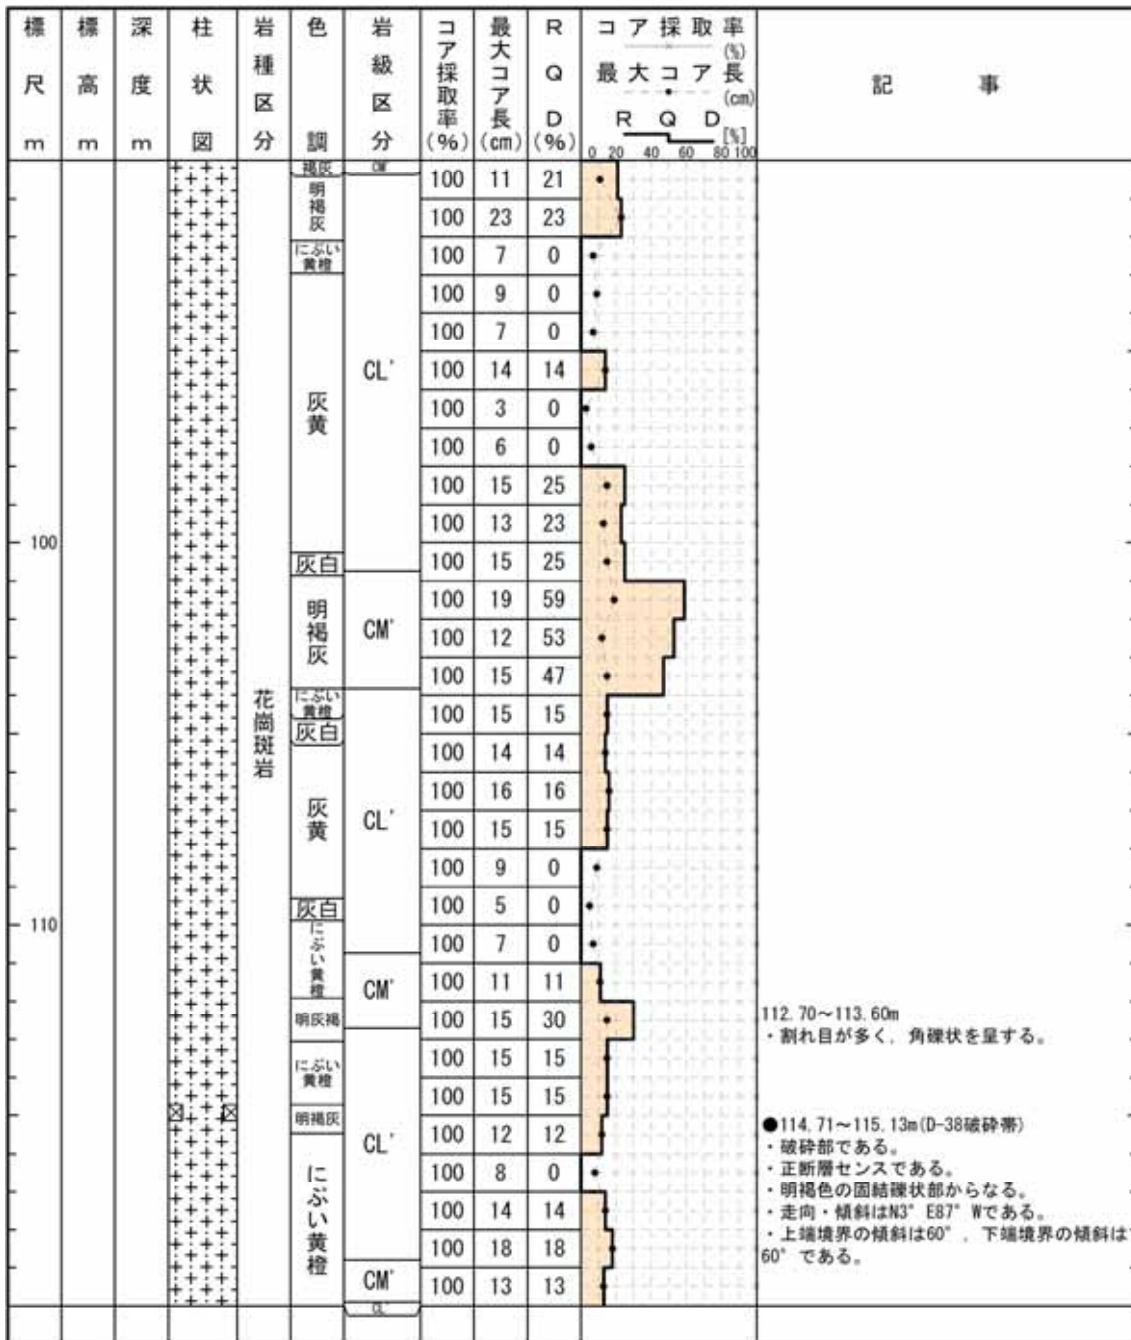 標尺 m
標高 m
深度 m
柱状図
岩種区分
色調
岩級区分
コア採取率(%)
最大コア長(cm)
RQD(%)
コア採取率(%)
最大コア長(cm)
RQD[%]
0 20 40 60 80 100
記事
褐灰 CM'
100 11 21
明褐灰
100 23 23
にぶい黄橙
100 7 0
100 9 0
100 7 0
CL'
100 14 14
灰黄
100 3 0
100 6 0
100 15 25
100 13 23
100
灰白
100 15 25
100 19 59
明褐灰
CM'
100 12 53
100 15 47
花崗斑岩
にぶい黄橙
100 15 15
灰白
100 14 14
100 16 16
灰黄
CL'
100 15 15
100 9 0
灰白
100 5 0
110
にぶい黄橙
100 7 0
CM'
100 11 11
明灰褐
100 15 30
112.70～113.60m
・割れ目が多く，角礫状を呈する。
にぶい黄橙
100 15 15
100 15 15
明褐灰
CL'
100 12 12
●114.71～115.13m(D-38破砕帯)
・破砕部である。
・正断層センスである。
・明褐色の固結礫状部からなる。
・走向・傾斜はN3°E87°Wである。
・上端境界の傾斜は60°，下端境界の傾斜は
60°である。
にぶい黄橙
100 8 0
100 14 14
100 18 18
CM'
100 13 13
CL'